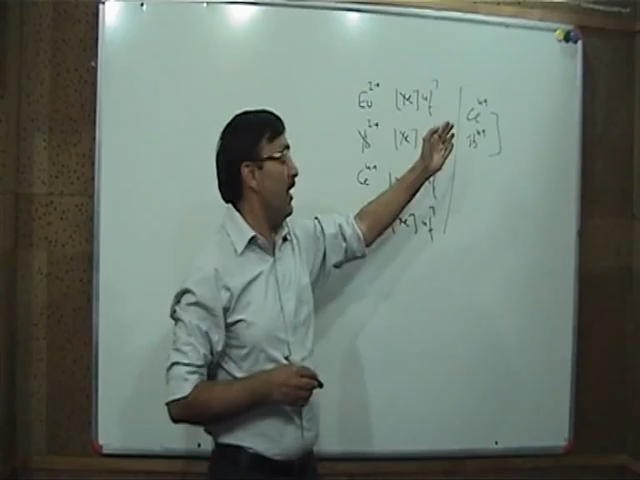 Eu²⁺ [Xe] 4f⁷
Yb²⁺ [Xe]
Ce⁴⁺
[Xe] 4f⁷
Ce⁴⁺
Tb⁴⁺ ]